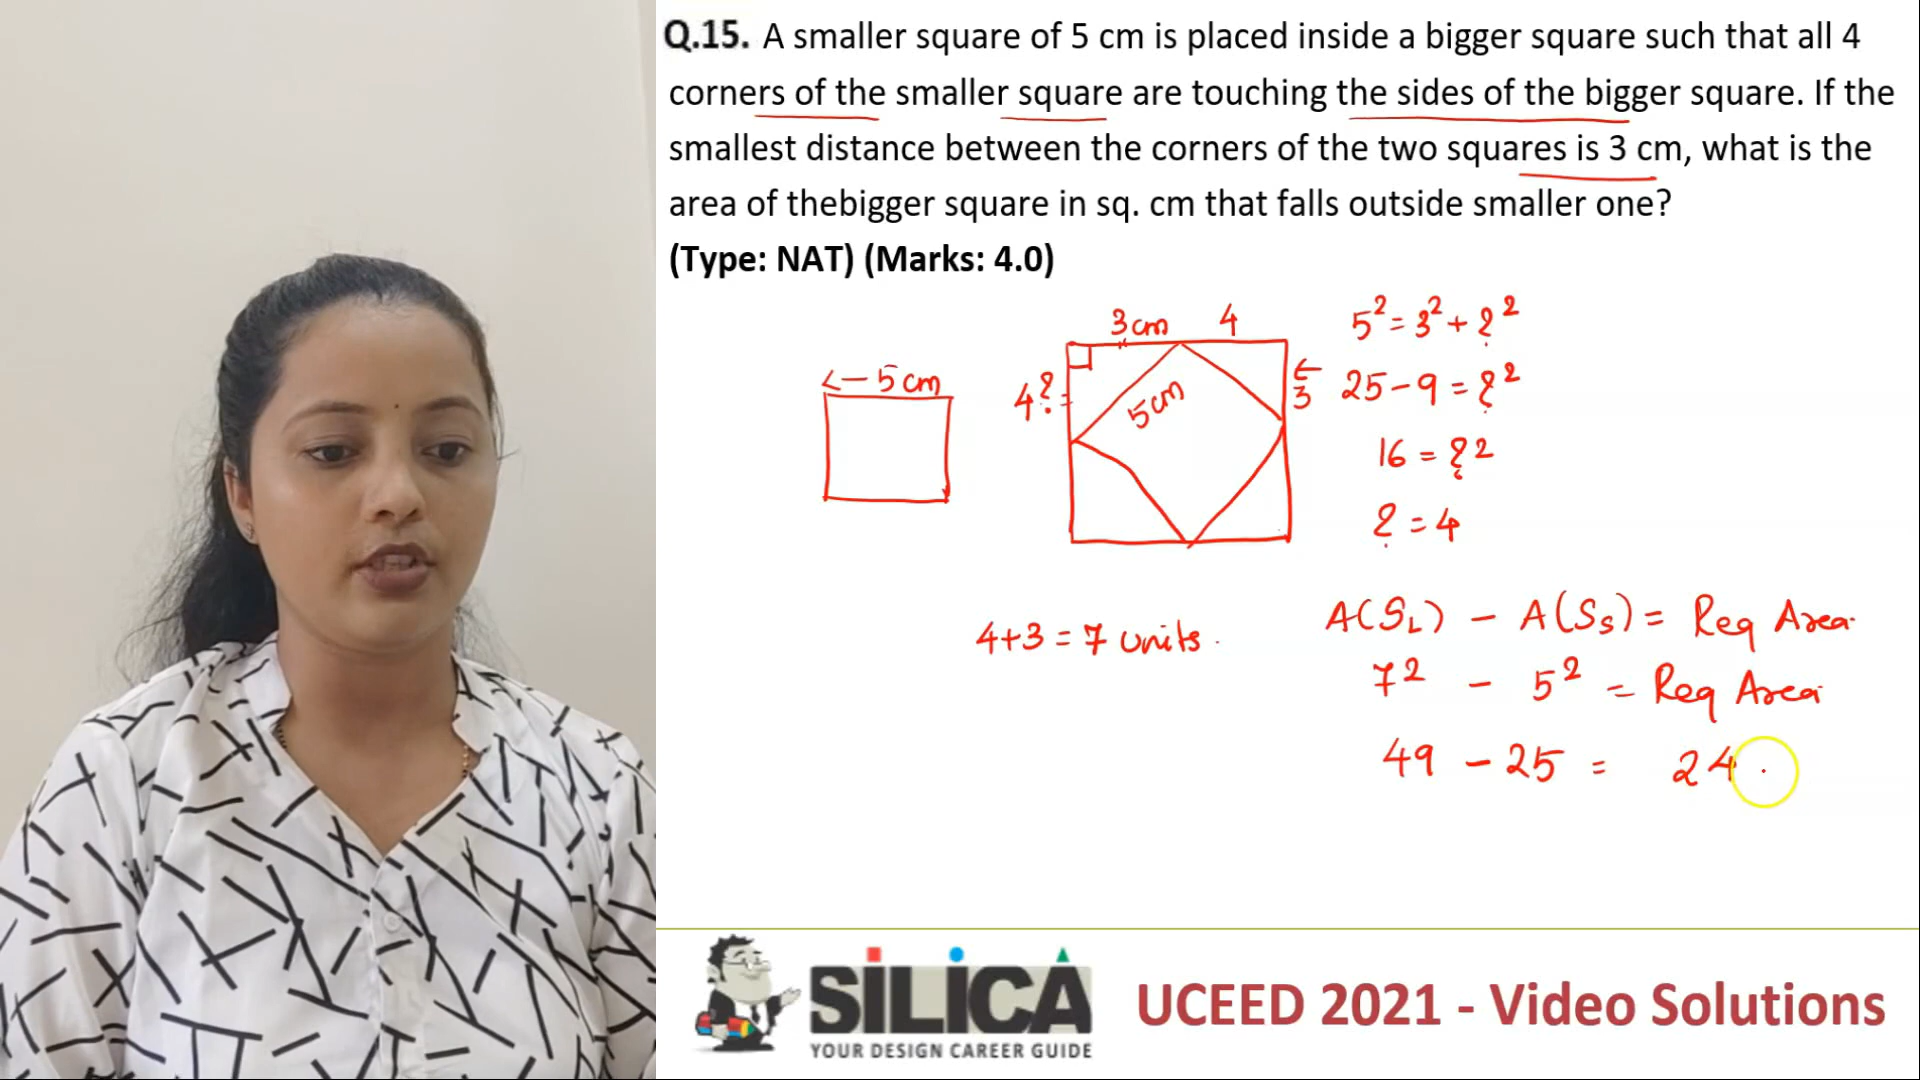 Q.15. A smaller square of 5 cm is placed inside a bigger square such that all 4
corners of the smaller square are touching the sides of the bigger square. If the
smallest distance between the corners of the two squares is 3 cm, what is the
area of thebigger square in sq. cm that falls outside smaller one?
(Type: NAT) (Marks: 4.0)
3cm 4
<- 5cm
4 ? =
5cm
← 3
5² = 3² + ?²
25 - 9 = ?²
16 = ?²
? = 4
4+3 = 7 units.
A(S_L) - A(S_S) = Req Area.
7² - 5² = Req Area
49 - 25 = 24.
SILICA
YOUR DESIGN CAREER GUIDE
UCEED 2021 - Video Solutions